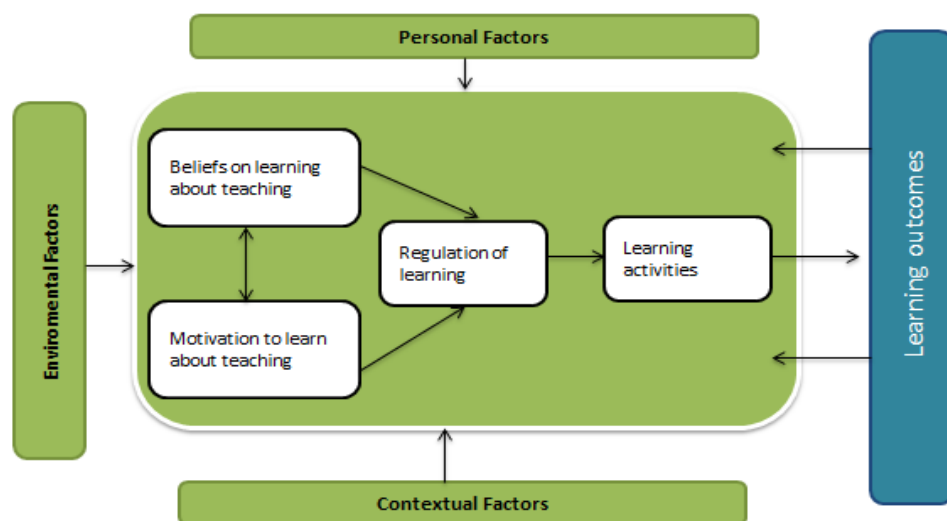 Personal Factors
Enviromental Factors
Beliefs on learning
about teaching
Motivation to learn
about teaching
Regulation of
learning
Learning
activities
Learning outcomes
Contextual Factors